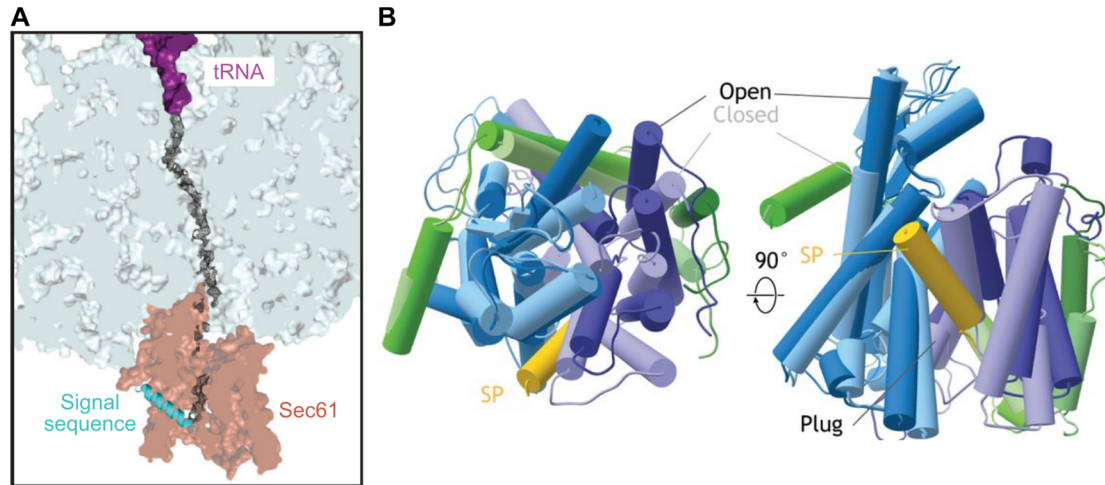 A
tRNA
Signal
sequence
Sec61
B
Open
Closed
SP
90°
SP
Plug